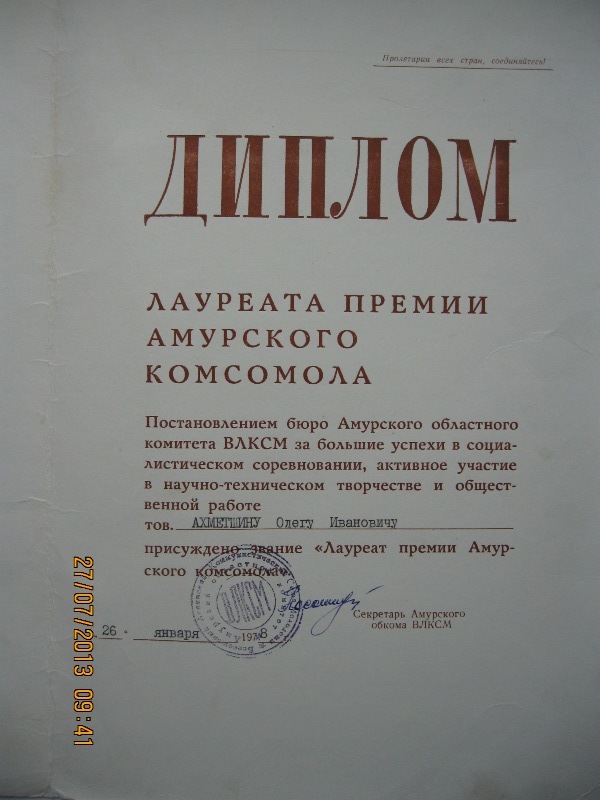 Пролетарии всех стран, соединяйтесь!
ДИПЛОМ
ЛАУРЕАТА ПРЕМИИ
АМУРСКОГО
КОМСОМОЛА
Постановлением бюро Амурского областного
комитета ВЛКСМ за большие успехи в социа-
листическом соревновании, активное участие
в научно-техническом творчестве и общест-
венной работе
тов. АХМЕТШИНУ Олегу Ивановичу
присуждено звание «Лауреат премии Амур-
ского комсомола»
ВЛКСМ
Секретарь Амурского
обкома ВЛКСМ
26 января 1978
27/07/2013 09:41